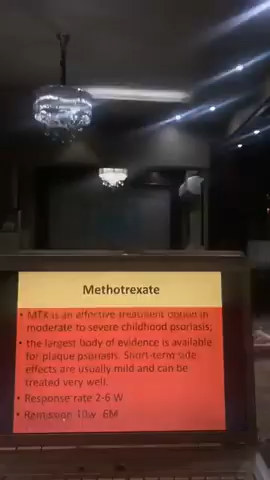 Methotrexate
• MTX is an effective treatment option in
moderate to severe childhood psoriasis;
• the largest body of evidence is available
for plaque psoriasis. Short-term side
effects are usually mild and can be
treated very well.
• Response rate 2-6 W
• Remission 10w -6M